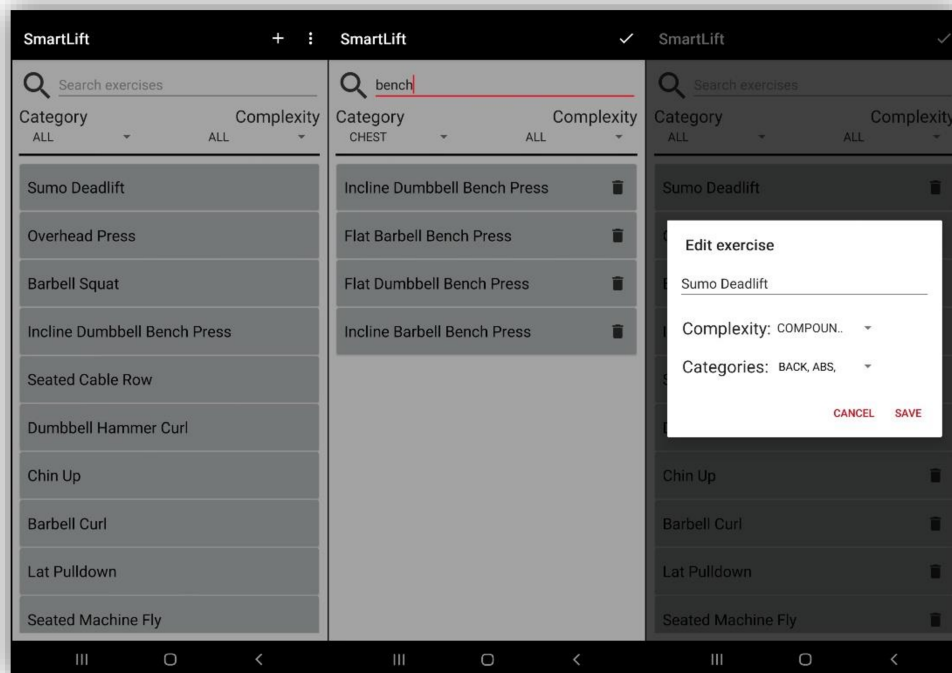 SmartLift
Search exercises
Category Complexity
ALL ALL
Sumo Deadlift
Overhead Press
Barbell Squat
Incline Dumbbell Bench Press
Seated Cable Row
Dumbbell Hammer Curl
Chin Up
Barbell Curl
Lat Pulldown
Seated Machine Fly
SmartLift
bench
Category Complexity
CHEST ALL
Incline Dumbbell Bench Press
Flat Barbell Bench Press
Flat Dumbbell Bench Press
Incline Barbell Bench Press
SmartLift
Search exercises
Category Complexity
ALL ALL
Sumo Deadlift
Edit exercise
Sumo Deadlift
Complexity: COMPOUN..
Categories: BACK, ABS,
CANCEL SAVE
Chin Up
Barbell Curl
Lat Pulldown
Seated Machine Fly